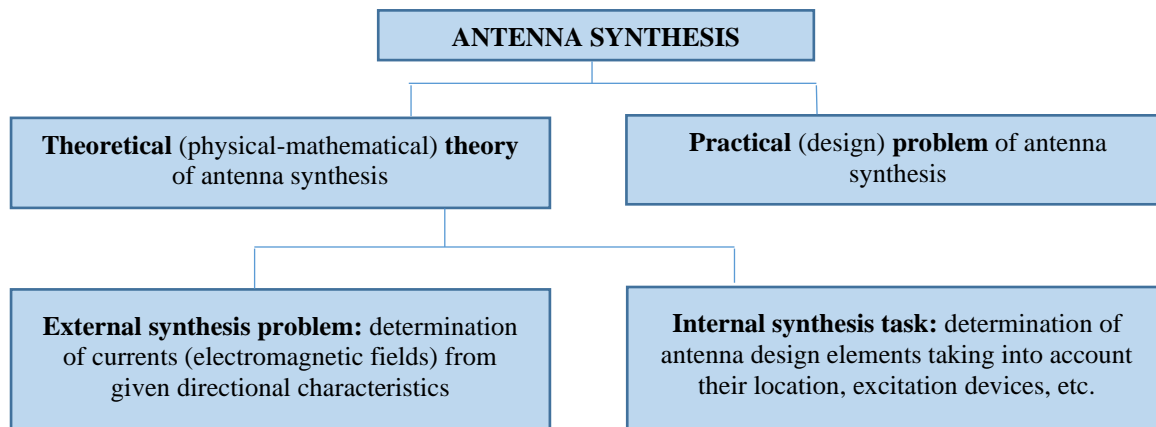 ANTENNA SYNTHESIS
Theoretical (physical-mathematical) theory
of antenna synthesis
Practical (design) problem of antenna
synthesis
External synthesis problem: determination
of currents (electromagnetic fields) from
given directional characteristics
Internal synthesis task: determination of
antenna design elements taking into account
their location, excitation devices, etc.